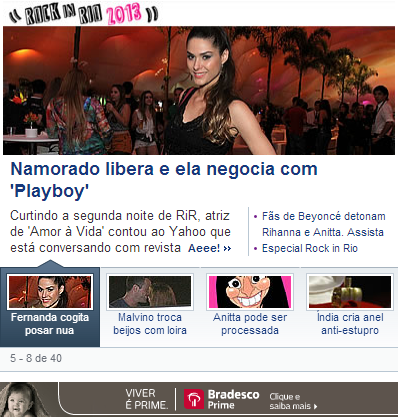 ROCK IN RIO 2013
Namorado libera e ela negocia com
'Playboy'
Curtindo a segunda noite de RiR, atriz
de 'Amor à Vida' contou ao Yahoo que
está conversando com revista Aeee! ››
• Fãs de Beyoncé detonam
Rihanna e Anitta. Assista
• Especial Rock in Rio
Fernanda cogita
posar nua
Malvino troca
beijos com loira
Anitta pode ser
processada
Índia cria anel
anti-estupro
5 - 8 de 40
VIVER
É PRIME.
Bradesco
Prime
Clique e
saiba mais ›